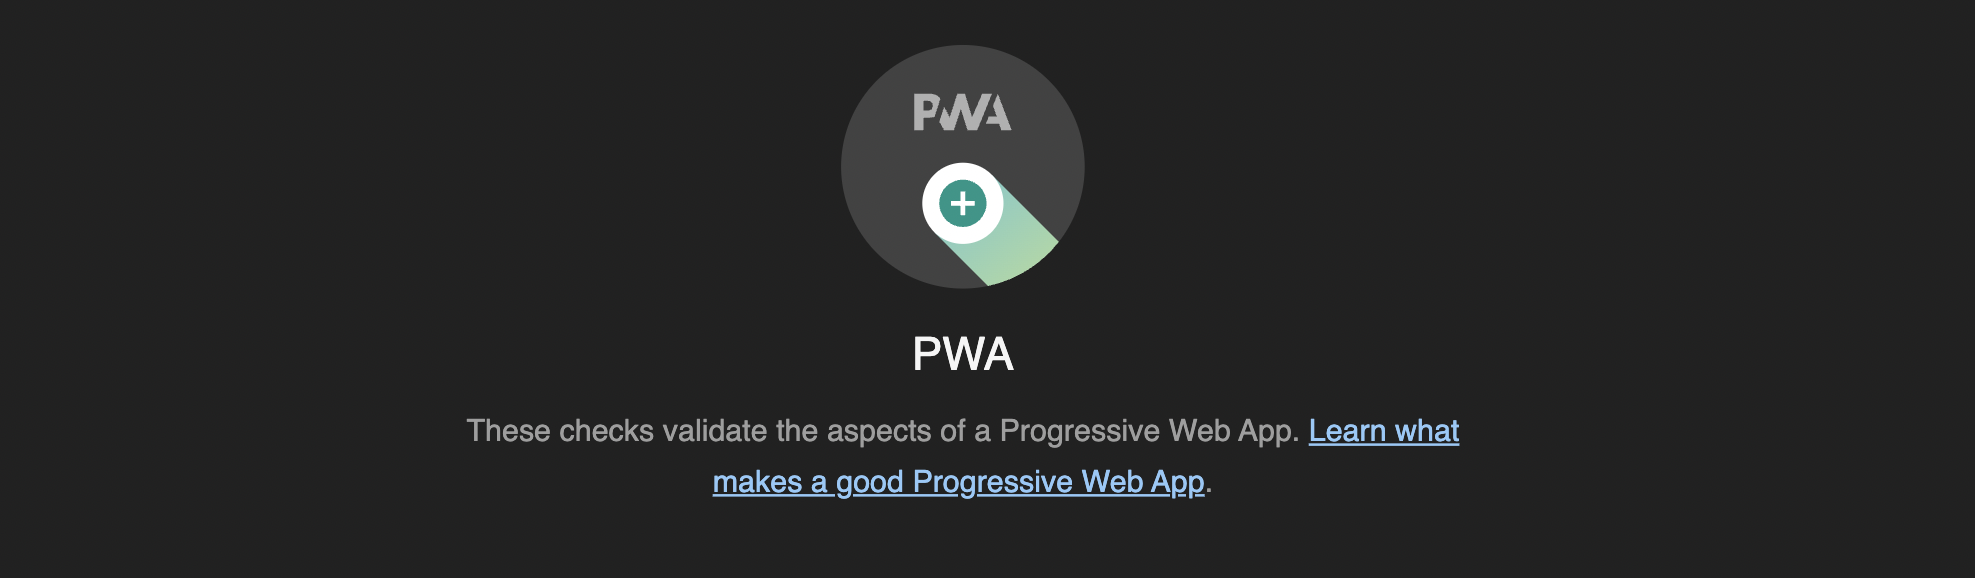 PWA
+
PWA
These checks validate the aspects of a Progressive Web App. Learn what
makes a good Progressive Web App.